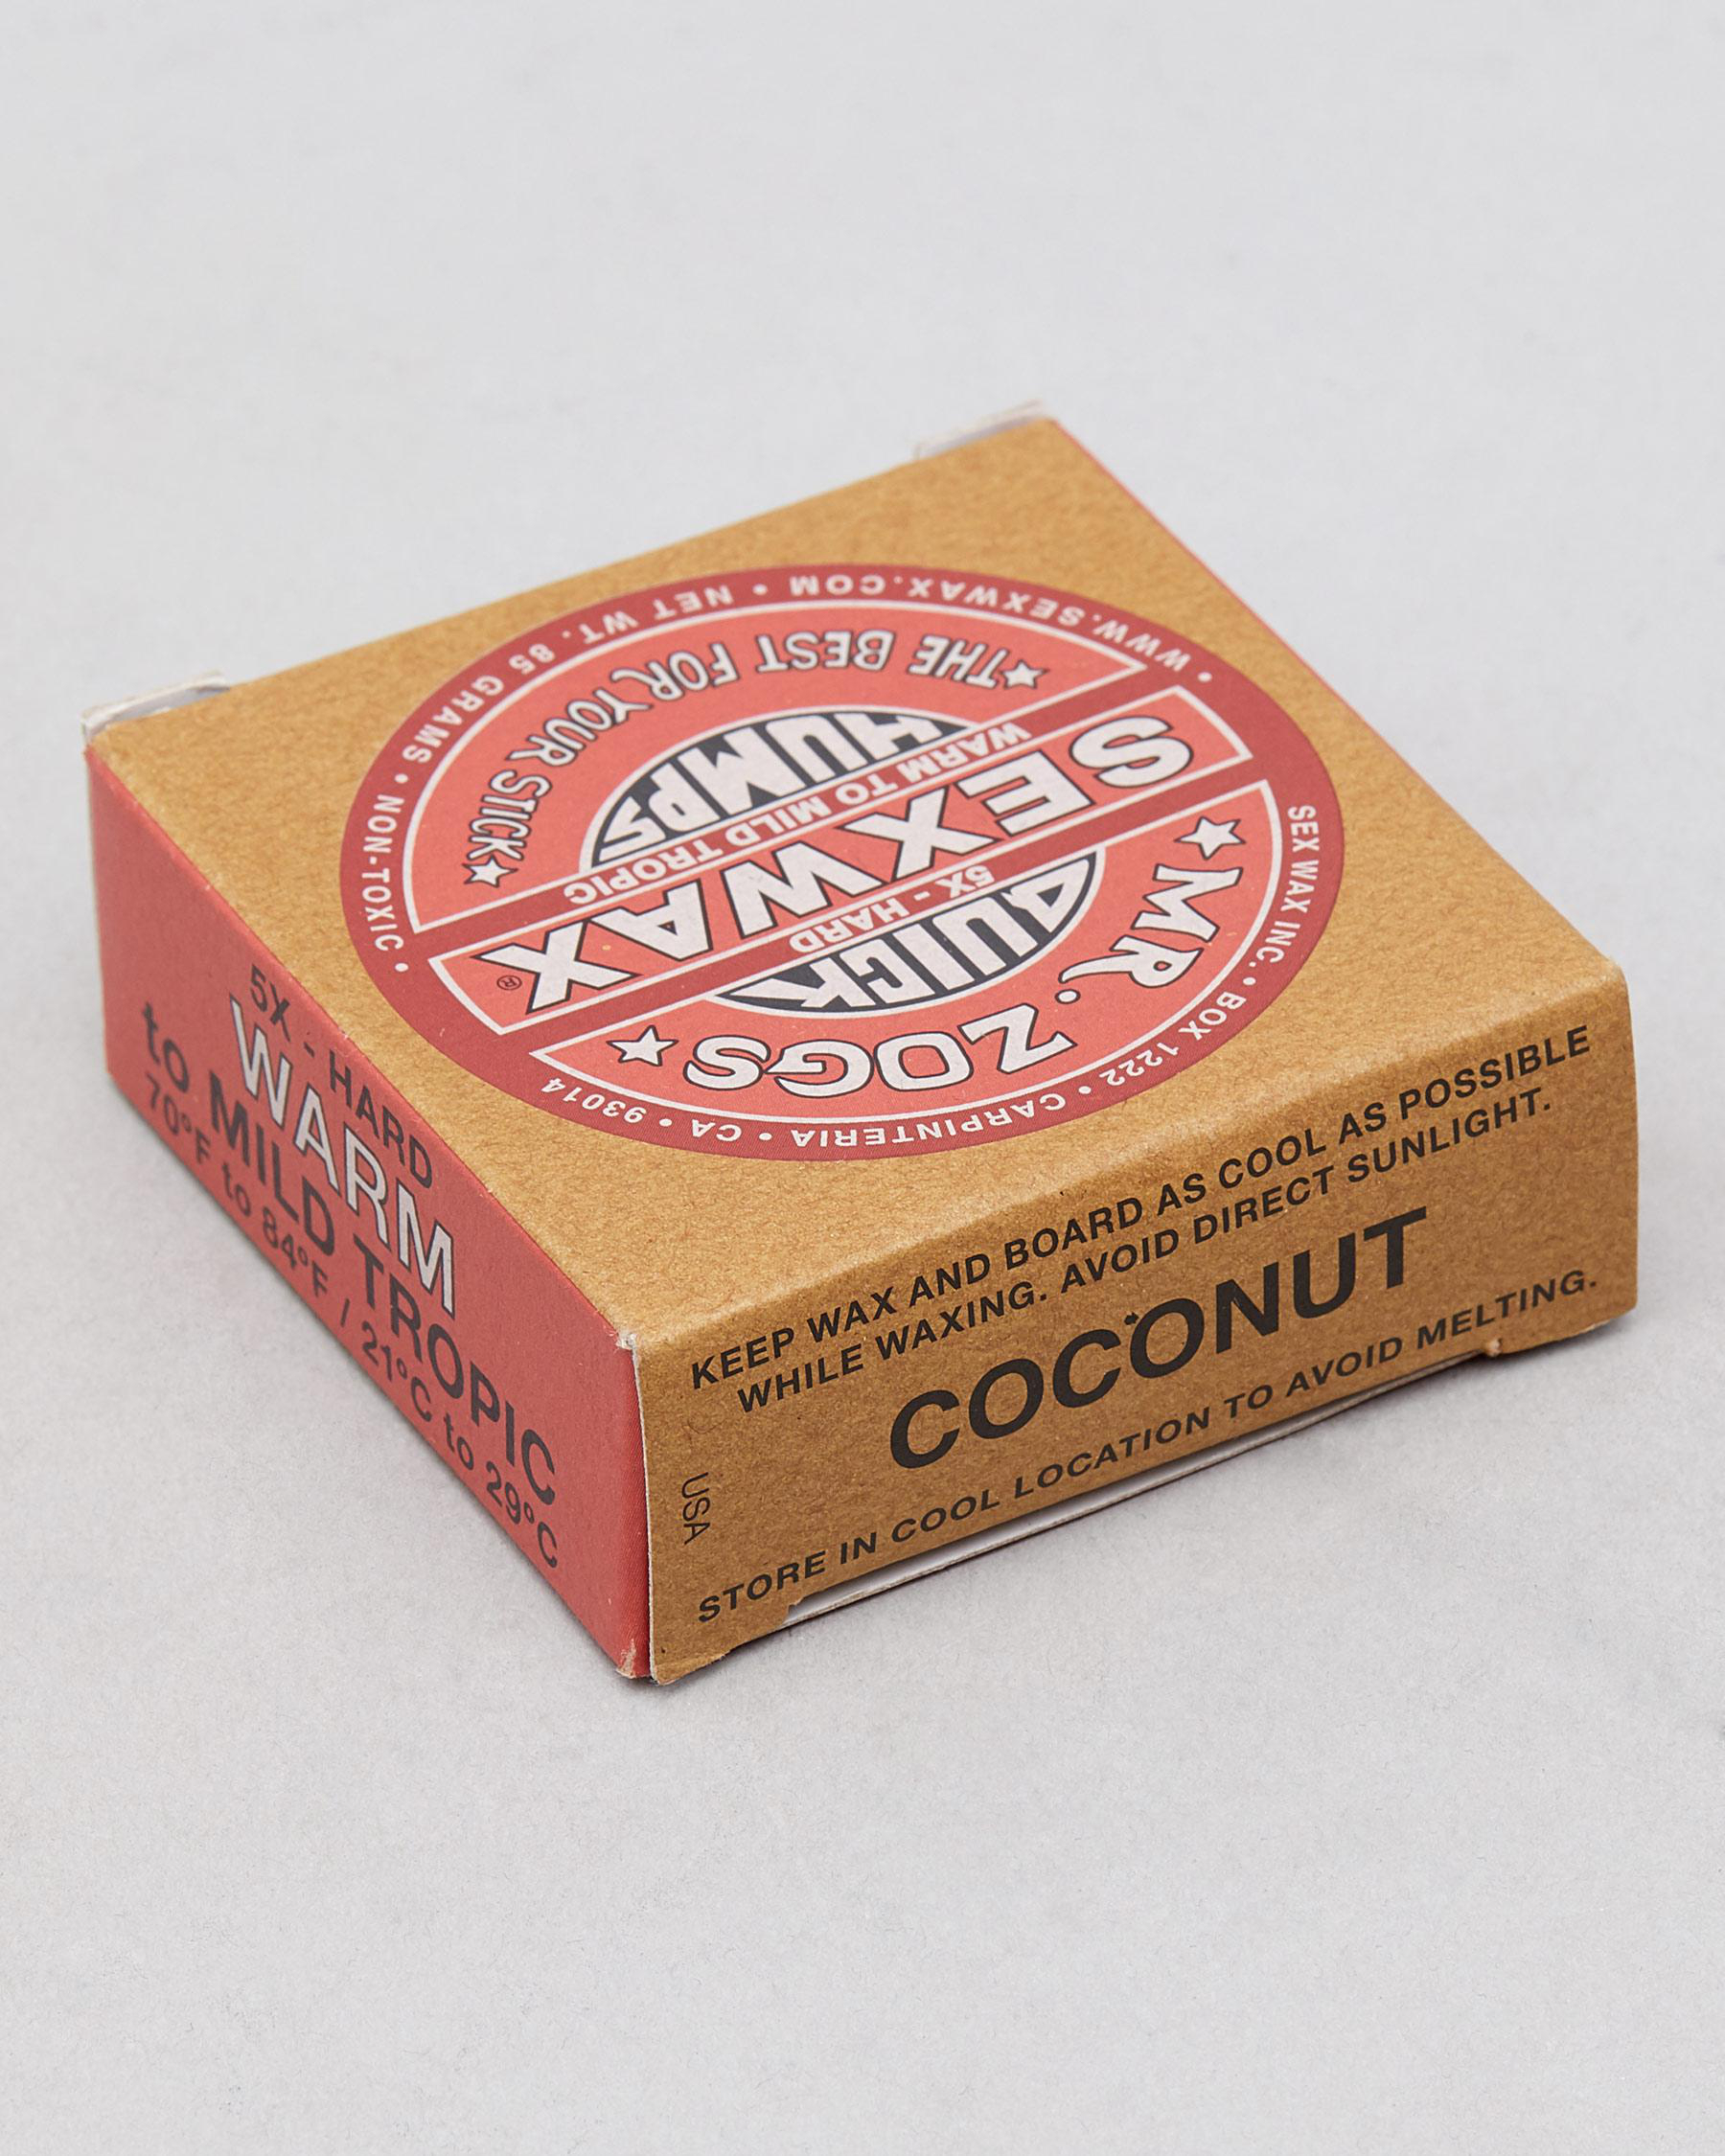 ★ MR. ZOGS ★
QUICK
5X - HARD
SEX WAX®
WARM TO MILD TROPIC
HUMPS
★THE BEST FOR YOUR STICK★
SEX WAX INC. • BOX 1222 • CARPINTERIA • CA • 93014
• WWW.SEXWAX.COM • NET WT. 85 GRAMS • NON-TOXIC •
5X - HARD
WARM
to MILD TROPIC
70°F to 84°F / 21°C to 29°C
KEEP WAX AND BOARD AS COOL AS POSSIBLE
WHILE WAXING. AVOID DIRECT SUNLIGHT.
COCONUT
USA
STORE IN COOL LOCATION TO AVOID MELTING.